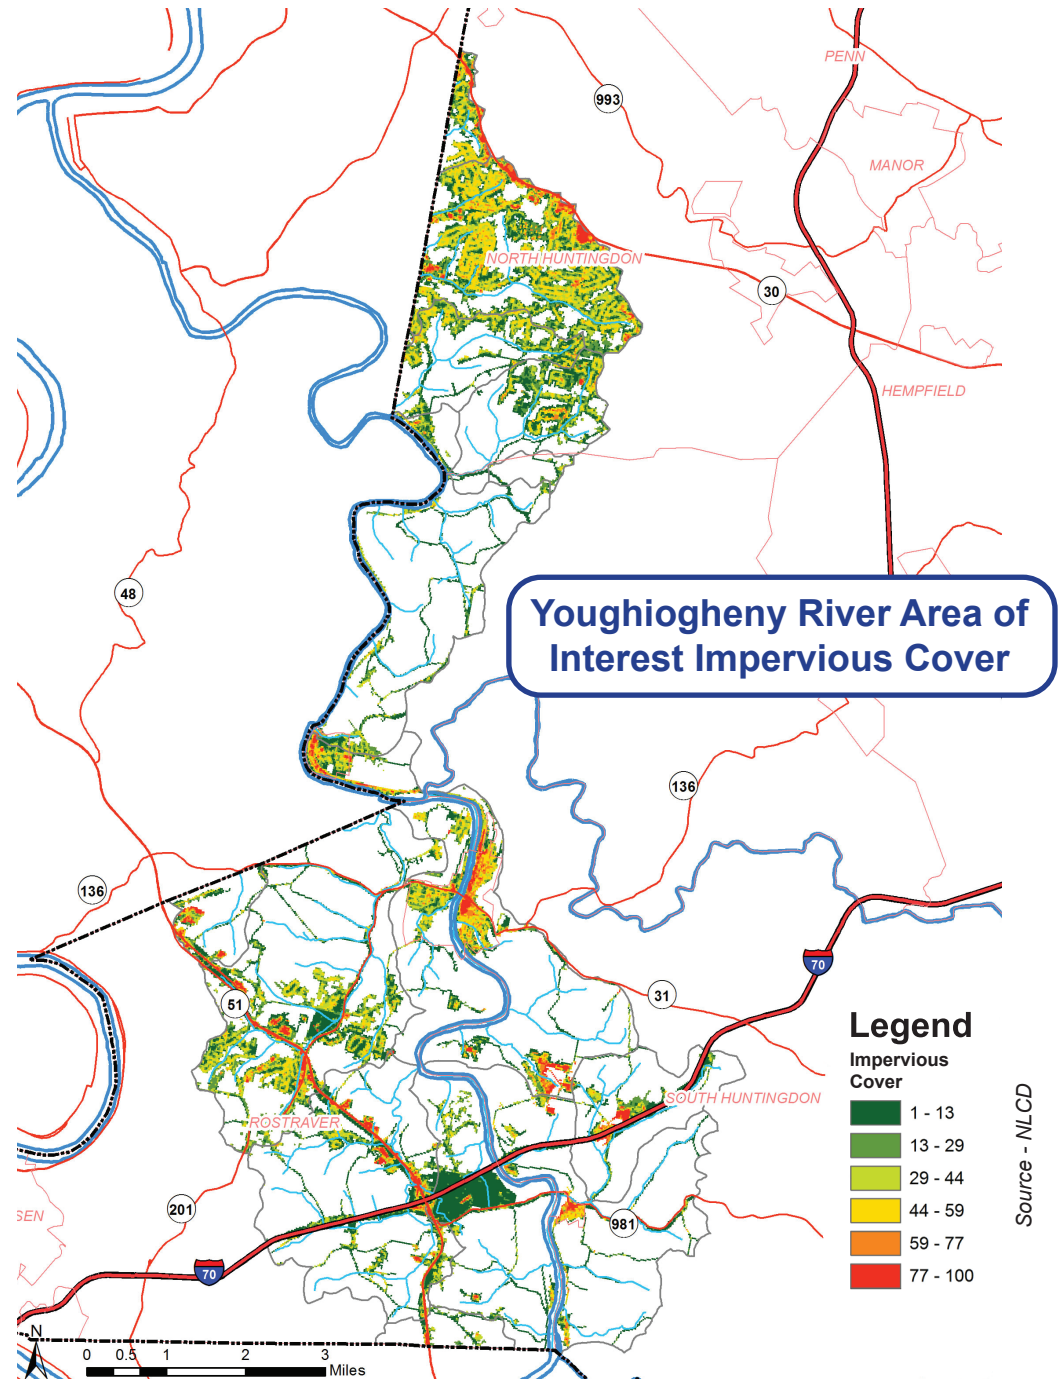 PENN
993
MANOR
NORTH HUNTINGDON
30
HEMPFIELD
48
Youghiogheny River Area of
Interest Impervious Cover
136
136
70
51
31
Legend
Impervious
Cover
SOUTH HUNTINGDON
1 - 13
ROSTRAVER
13 - 29
29 - 44
44 - 59
59 - 77
77 - 100
Source - NLCD
201
SEN
981
70
N
0 0.5 1 2 3
Miles